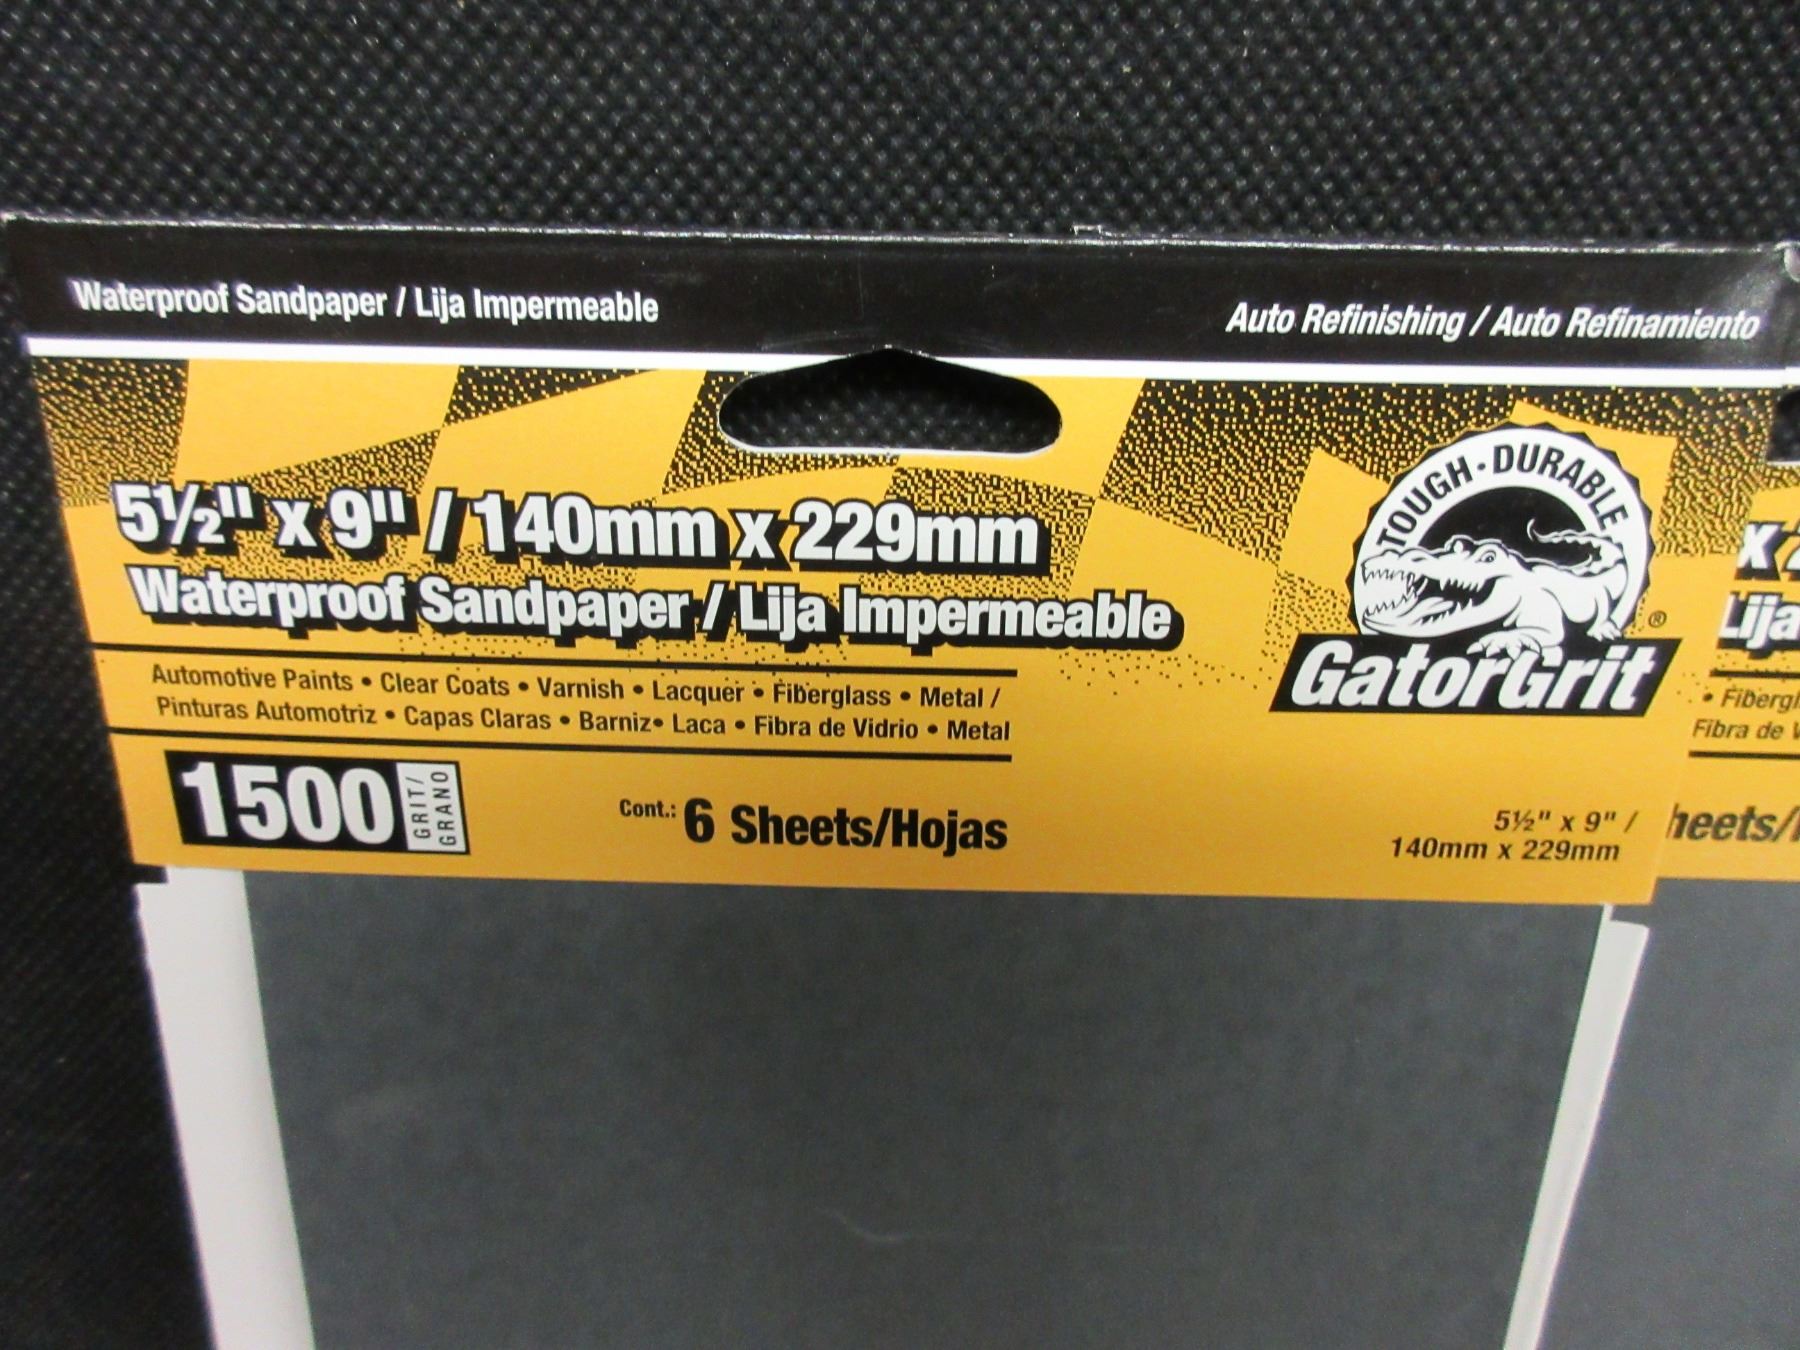 Waterproof Sandpaper / Lija Impermeable
Auto Refinishing / Auto Refinamiento
5½" x 9" / 140mm x 229mm
Waterproof Sandpaper / Lija Impermeable
TOUGH · DURABLE
GatorGrit®
Automotive Paints • Clear Coats • Varnish • Lacquer • Fiberglass • Metal /
Pinturas Automotriz • Capas Claras • Barniz• Laca • Fibra de Vidrio • Metal
1500 GRIT/
GRANO
Cont.: 6 Sheets/Hojas
5½" x 9" /
140mm x 229mm
x
Lija
• Fibergl
Fibra de V
heets/